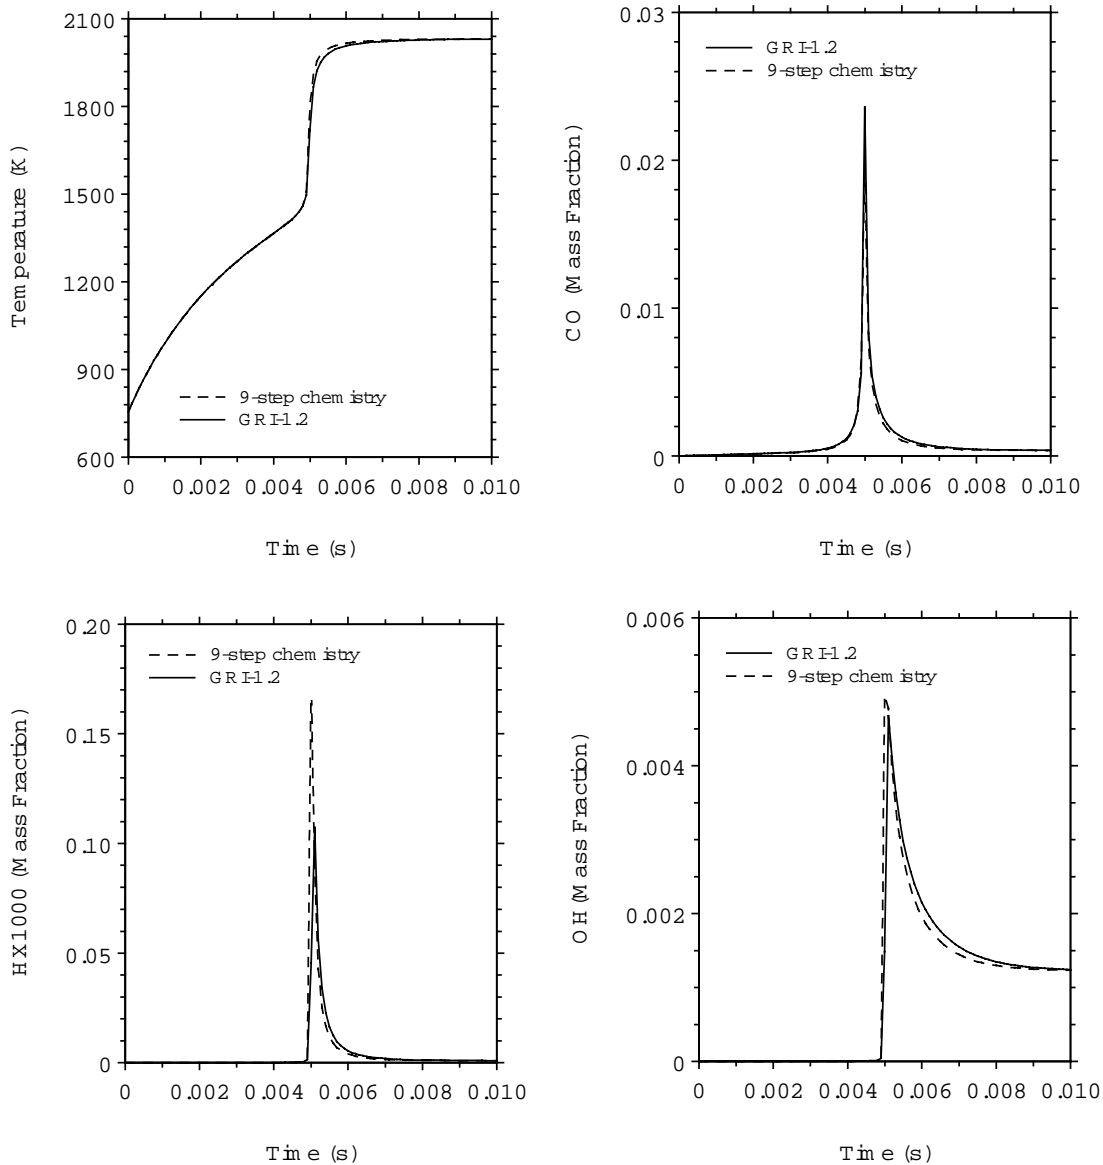 2100
1800
1500
1200
900
600
Temperature (K)
9-step chemistry
GRI-1.2
0 0.002 0.004 0.006 0.008 0.010
Time (s)
0.03
0.02
0.01
0
CO (Mass Fraction)
GRI-1.2
9-step chemistry
0 0.002 0.004 0.006 0.008 0.010
Time (s)
0.20
0.15
0.10
0.05
0
HX1000 (Mass Fraction)
9-step chemistry
GRI-1.2
0 0.002 0.004 0.006 0.008 0.010
Time (s)
0.006
0.004
0.002
0
OH (Mass Fraction)
GRI-1.2
9-step chemistry
0 0.002 0.004 0.006 0.008 0.010
Time (s)